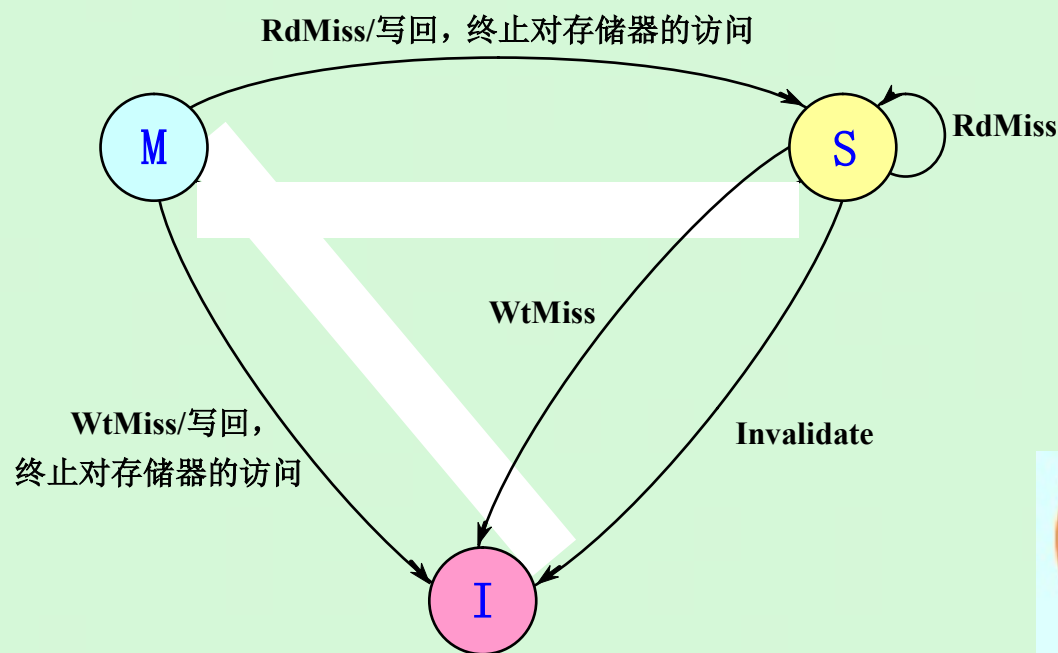 RdMiss/写回，终止对存储器的访问
M
S
RdMiss
WtMiss
WtMiss/写回，
终止对存储器的访问
Invalidate
I